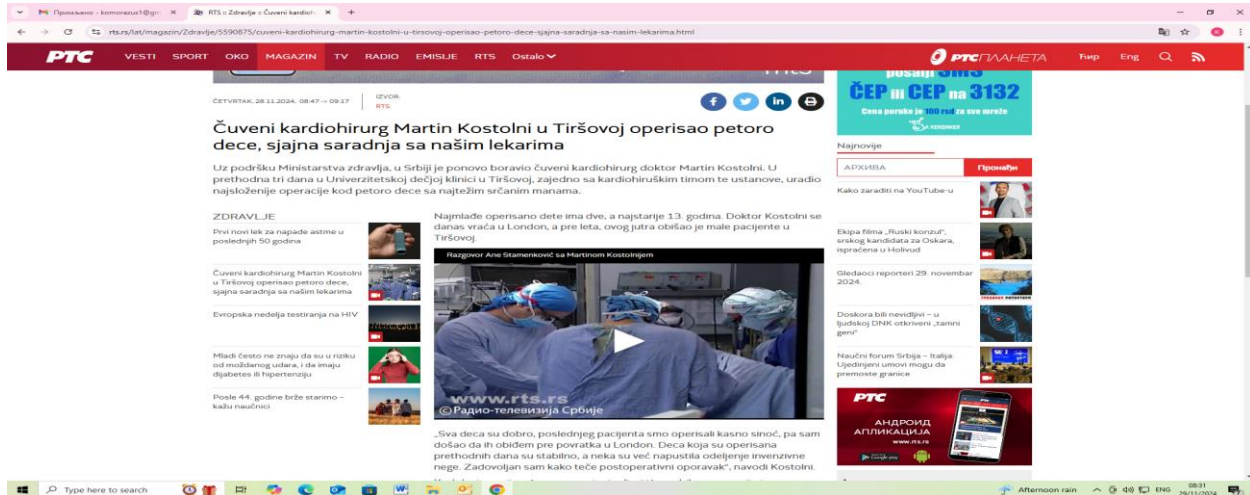 Примљено - komorazus1@gm
RTS :: Zdravlje :: Čuveni kardioh
rts.rs/lat/magazin/Zdravlje/5590875/cuveni-kardiohirurg-martin-kostolni-u-tirsovoj-operisao-petoro-dece-sjajna-saradnja-sa-nasim-lekarima.html
РТС VESTI SPORT OKO MAGAZIN TV RADIO EMISIJE RTS Ostalo РТС ПЛАНЕТА Ћир Eng
ČETVRTAK, 28.11.2024, 08:47 -> 09:17
IZVOR:
RTS
Čuveni kardiohirurg Martin Kostolni u Tiršovoj operisao petoro
dece, sjajna saradnja sa našim lekarima
Uz podršku Ministarstva zdravlja, u Srbiji je ponovo boravio čuveni kardiohirurg doktor Martin Kostolni. U
prethodna tri dana u Univerzitetskoj dečjoj klinici u Tiršovoj, zajedno sa kardiohiruškim timom te ustanove, uradio
najsloženije operacije kod petoro dece sa najtežim srčanim manama.
ZDRAVLJE
Prvi novi lek za napade astme u
poslednjih 50 godina
Čuveni kardiohirurg Martin Kostolni
u Tiršovoj operisao petoro dece,
sjajna saradnja sa našim lekarima
Evropska nedelja testiranja na HIV
Mladi često ne znaju da su u riziku
od moždanog udara, i da imaju
dijabetes ili hipertenziju
Posle 44. godine brže starimo –
kažu naučnici
Najmlađe operisano dete ima dve, a najstarije 13. godina. Doktor Kostolni se
danas vraća u London, a pre leta, ovog jutra obišao je male pacijente u
Tiršovoj.
Razgovor Ane Stamenković sa Martinom Kostolnijem
www.rts.rs
© Радио-телевизија Србије
„Sva deca su dobro, poslednjeg pacijenta smo operisali kasno sinoć, pa sam
došao da ih obiđem pre povratka u London. Deca koja su operisana
prethodnih dana su stabilno, a neka su već napustila odeljenje invenzivne
nege. Zadovoljan sam kako teče postoperativni oporavak“, navodi Kostolni.
pošalji SMS
ČEP ili CEP na 3132
Cena poruke je 100 rsd za sve mreže
Najnovije
АРХИВА Пронађи
Kako zaraditi na YouTube-u
Ekipa filma „Ruski konzul“,
srpskog kandidata za Oskara,
ispraćena u Holivud
Gledaoci reporteri 29. novembar
2024.
Doskora bili nevidljivi – u
ljudskoj DNK otkriveni „tamni
geni“
Naučni forum Srbija – Italija:
Ujedinjeni umovi mogu da
premoste granice
РТС
АНДРОИД
АПЛИКАЦИЈА
www.rts.rs
Google play
Type here to search
Afternoon rain ENG 08:31
29/11/2024